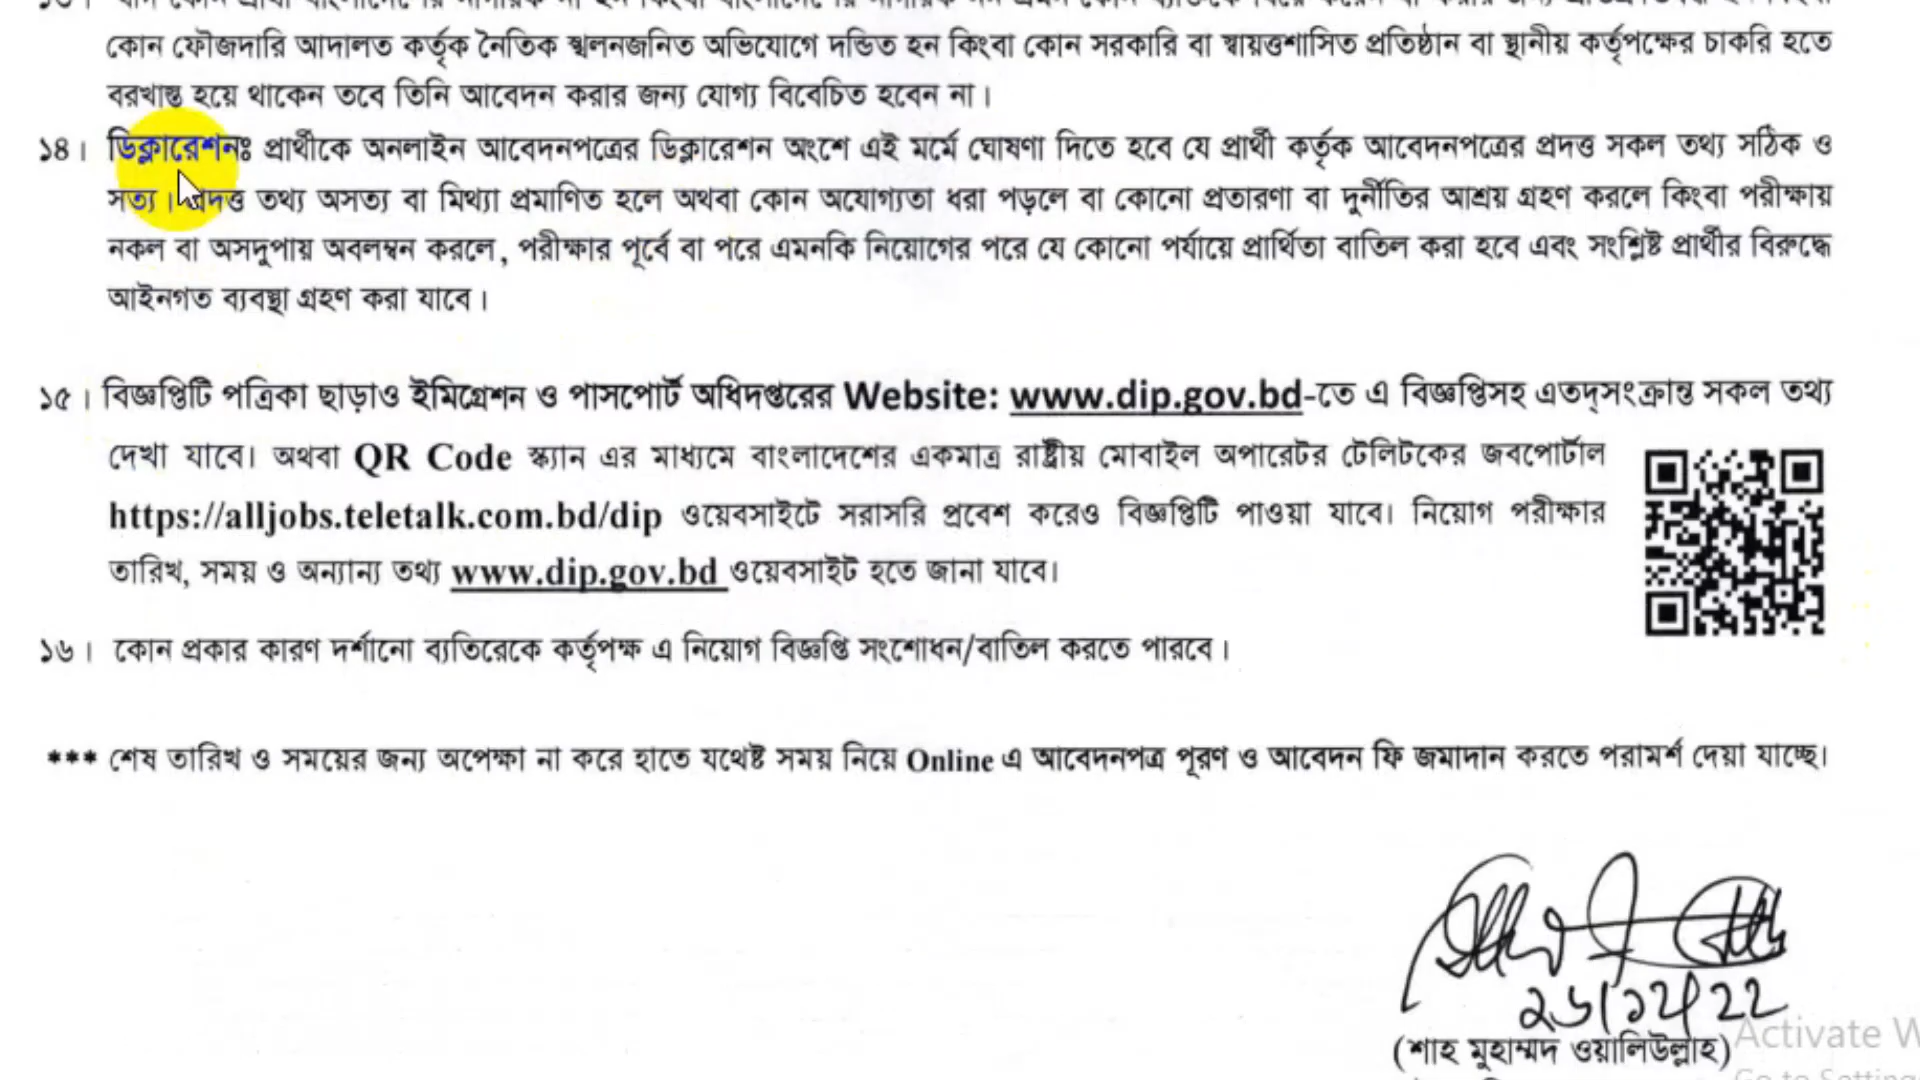 কোন ফৌজদারি আদালত কর্তৃক নৈতিক স্খলনজনিত অভিযোগে দন্ডিত হন কিংবা কোন সরকারি বা স্বায়ত্তশাসিত প্রতিষ্ঠান বা স্থানীয় কর্তৃপক্ষের চাকরি হতে
বরখাস্ত হয়ে থাকেন তবে তিনি আবেদন করার জন্য যোগ্য বিবেচিত হবেন না।
১৪। ডিক্লারেশনঃ প্রার্থীকে অনলাইন আবেদনপত্রের ডিক্লারেশন অংশে এই মর্মে ঘোষণা দিতে হবে যে প্রার্থী কর্তৃক আবেদনপত্রের প্রদত্ত সকল তথ্য সঠিক ও
সত্য। প্রদত্ত তথ্য অসত্য বা মিথ্যা প্রমাণিত হলে অথবা কোন অযোগ্যতা ধরা পড়লে বা কোনো প্রতারণা বা দুর্নীতির আশ্রয় গ্রহণ করলে কিংবা পরীক্ষায়
নকল বা অসদুপায় অবলম্বন করলে, পরীক্ষার পূর্বে বা পরে এমনকি নিয়োগের পরে যে কোনো পর্যায়ে প্রার্থিতা বাতিল করা হবে এবং সংশ্লিষ্ট প্রার্থীর বিরুদ্ধে
আইনগত ব্যবস্থা গ্রহণ করা যাবে।
১৫। বিজ্ঞপ্তিটি পত্রিকা ছাড়াও ইমিগ্রেশন ও পাসপোর্ট অধিদপ্তরের Website: www.dip.gov.bd-তে এ বিজ্ঞপ্তিসহ এতদ্‌সংক্রান্ত সকল তথ্য
দেখা যাবে। অথবা QR Code স্ক্যান এর মাধ্যমে বাংলাদেশের একমাত্র রাষ্ট্রীয় মোবাইল অপারেটর টেলিটকের জবপোর্টাল
https://alljobs.teletalk.com.bd/dip ওয়েবসাইটে সরাসরি প্রবেশ করেও বিজ্ঞপ্তিটি পাওয়া যাবে। নিয়োগ পরীক্ষার
তারিখ, সময় ও অন্যান্য তথ্য www.dip.gov.bd ওয়েবসাইট হতে জানা যাবে।
১৬। কোন প্রকার কারণ দর্শানো ব্যতিরেকে কর্তৃপক্ষ এ নিয়োগ বিজ্ঞপ্তি সংশোধন/বাতিল করতে পারবে।
*** শেষ তারিখ ও সময়ের জন্য অপেক্ষা না করে হাতে যথেষ্ট সময় নিয়ে Online এ আবেদনপত্র পূরণ ও আবেদন ফি জমাদান করতে পরামর্শ দেয়া যাচ্ছে।
২৬/১২/২২
Activate W
(শাহ মুহাম্মদ ওয়ালিউল্লাহ)